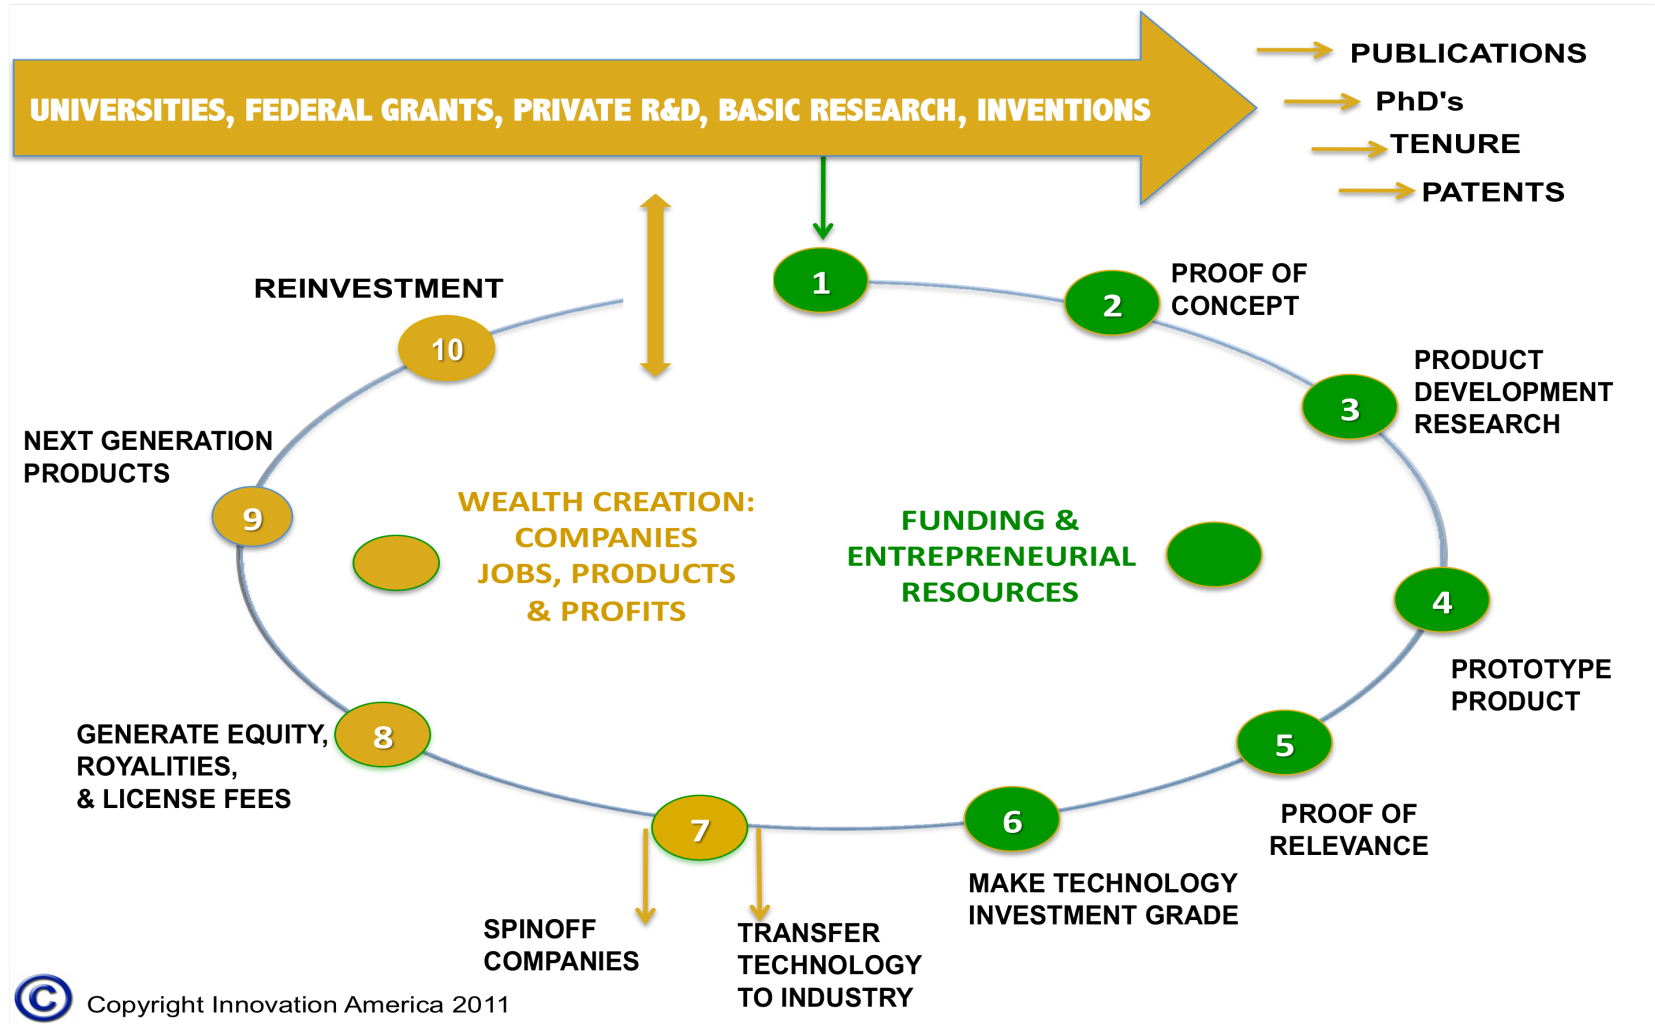 UNIVERSITIES, FEDERAL GRANTS, PRIVATE R&D, BASIC RESEARCH, INVENTIONS
PUBLICATIONS
PhD's
TENURE
PATENTS
1
2
PROOF OF
CONCEPT
3
PRODUCT
DEVELOPMENT
RESEARCH
4
PROTOTYPE
PRODUCT
5
PROOF OF
RELEVANCE
6
MAKE TECHNOLOGY
INVESTMENT GRADE
7
SPINOFF
COMPANIES
TRANSFER
TECHNOLOGY
TO INDUSTRY
8
GENERATE EQUITY,
ROYALITIES,
& LICENSE FEES
9
NEXT GENERATION
PRODUCTS
10
REINVESTMENT
WEALTH CREATION:
COMPANIES
JOBS, PRODUCTS
& PROFITS
FUNDING &
ENTREPRENEURIAL
RESOURCES
© Copyright Innovation America 2011